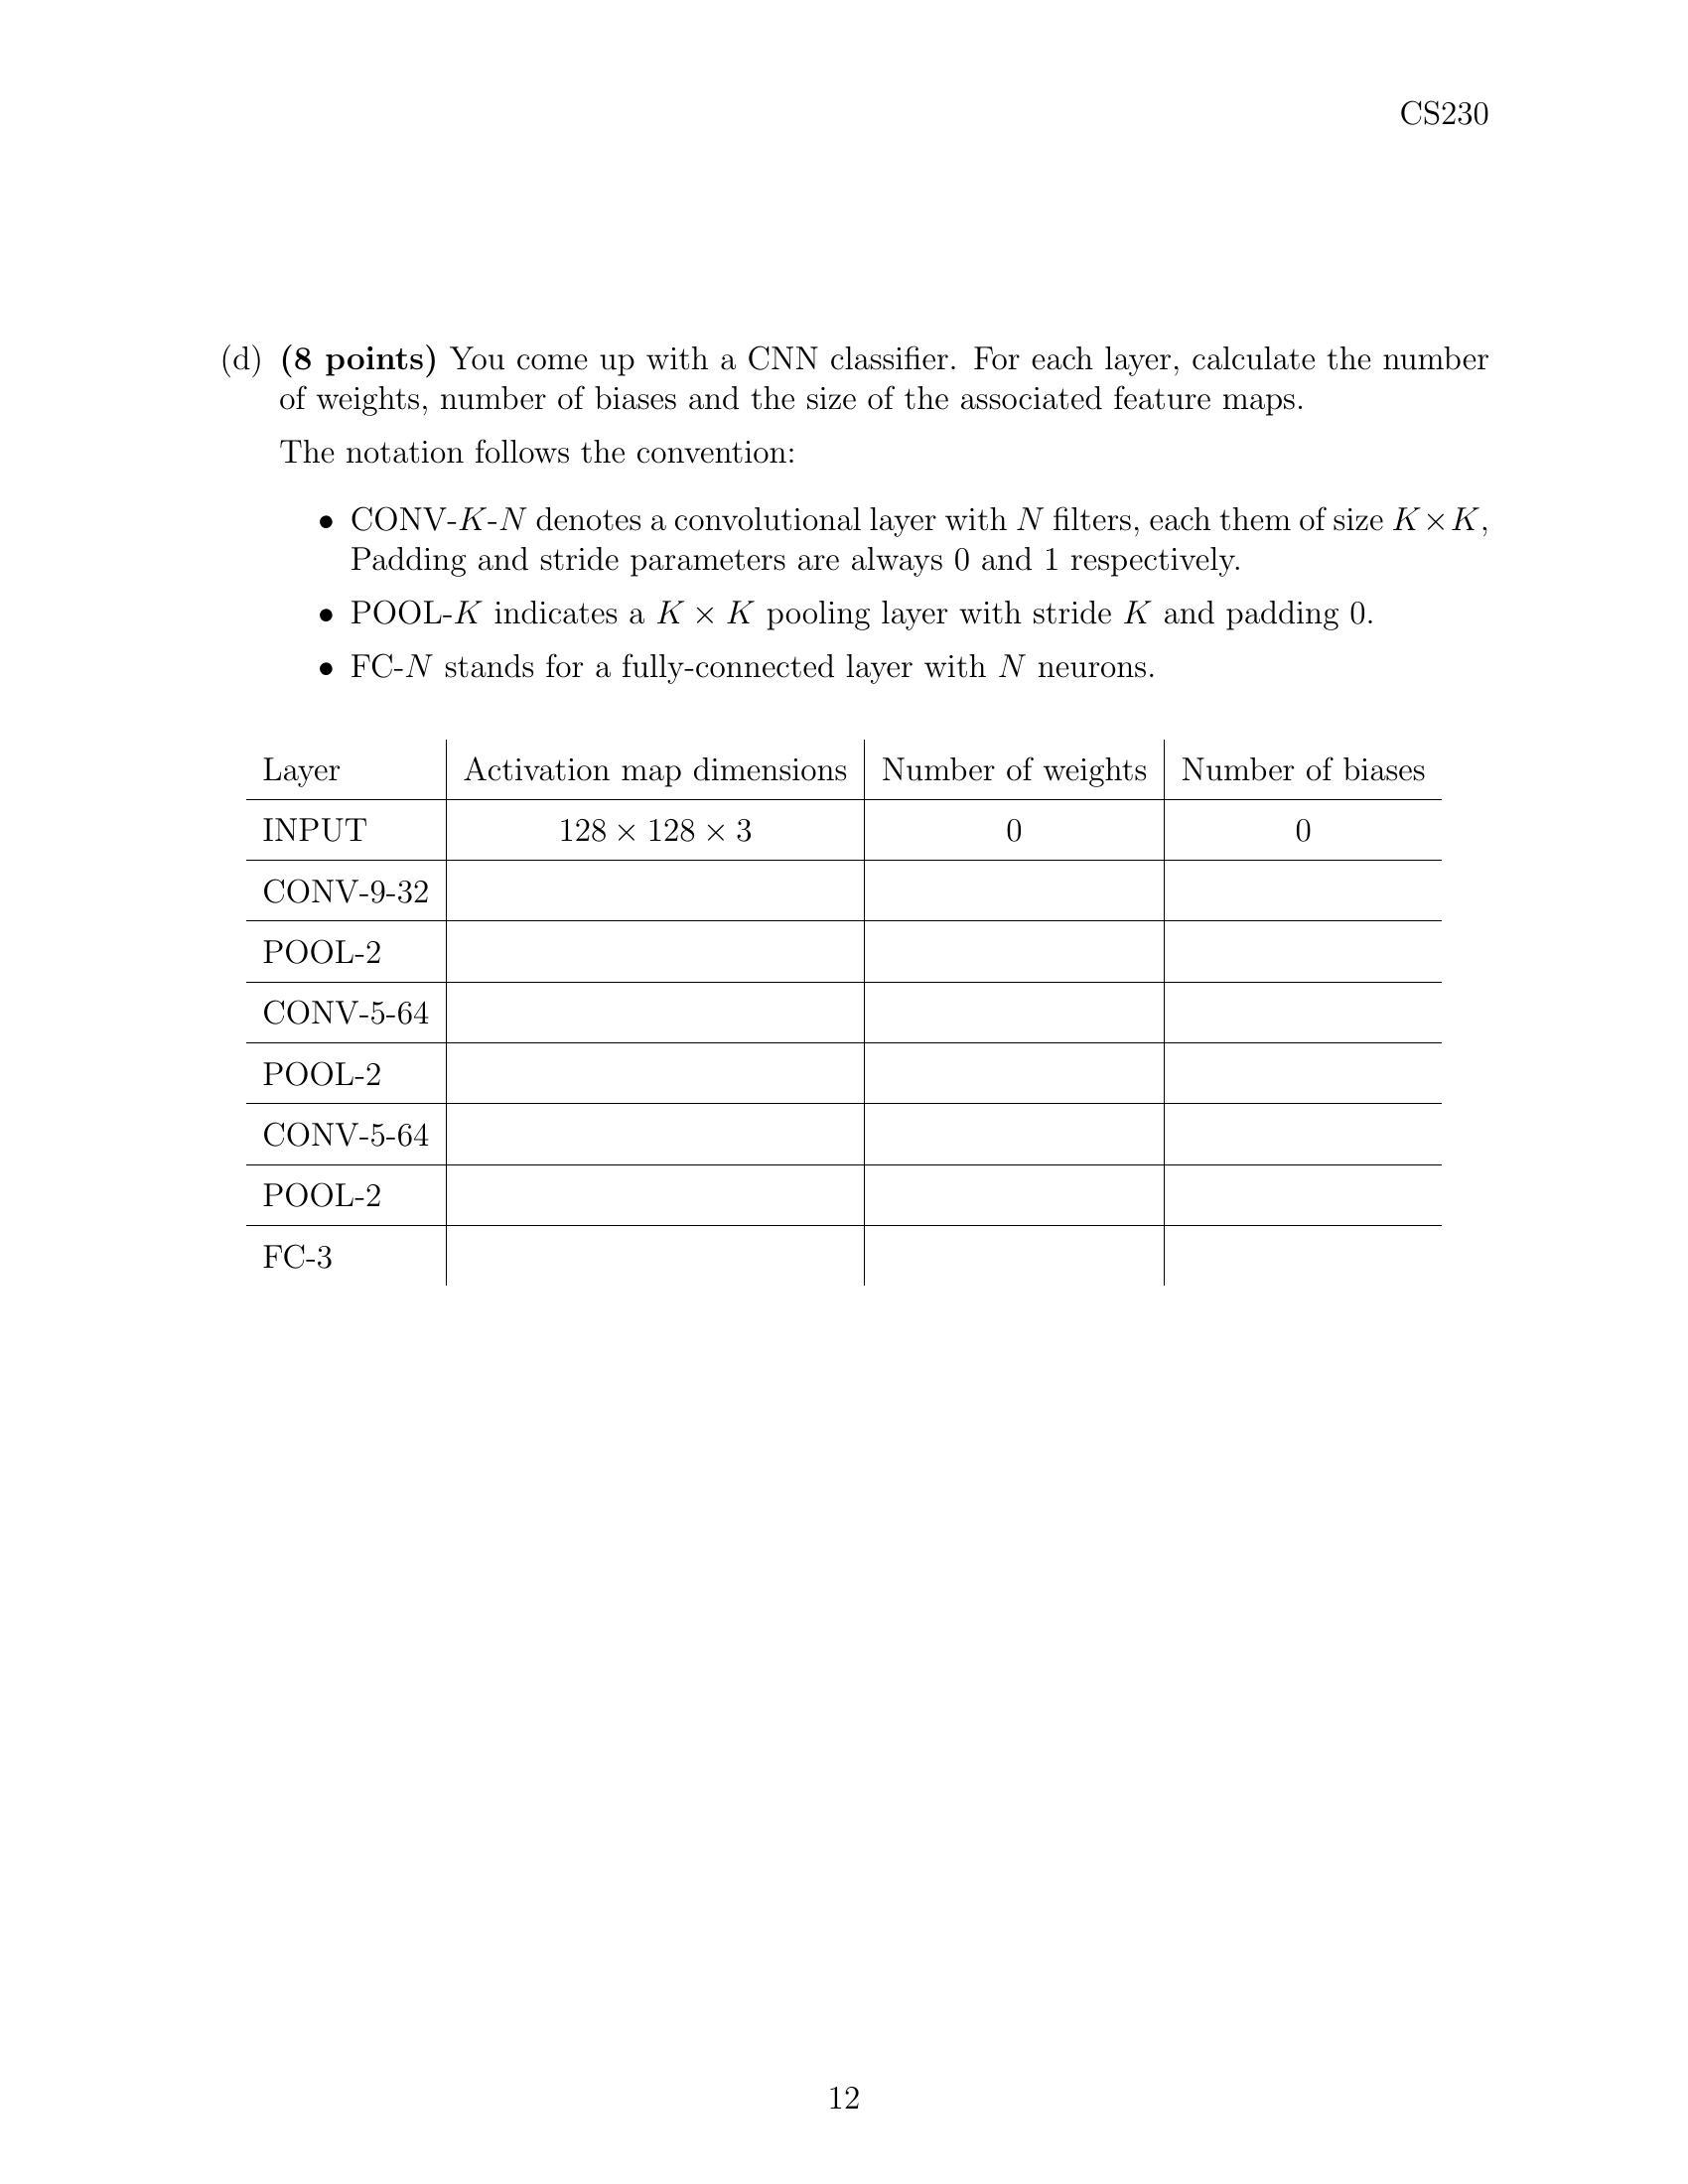 CS230
(d) (8 points) You come up with a CNN classifier. For each layer, calculate the number
of weights, number of biases and the size of the associated feature maps.
The notation follows the convention:
• CONV-K-N denotes a convolutional layer with N filters, each them of size K×K,
Padding and stride parameters are always 0 and 1 respectively.
• POOL-K indicates a K × K pooling layer with stride K and padding 0.
• FC-N stands for a fully-connected layer with N neurons.
Layer Activation map dimensions Number of weights Number of biases
INPUT 128 × 128 × 3 0 0
CONV-9-32
POOL-2
CONV-5-64
POOL-2
CONV-5-64
POOL-2
FC-3
12